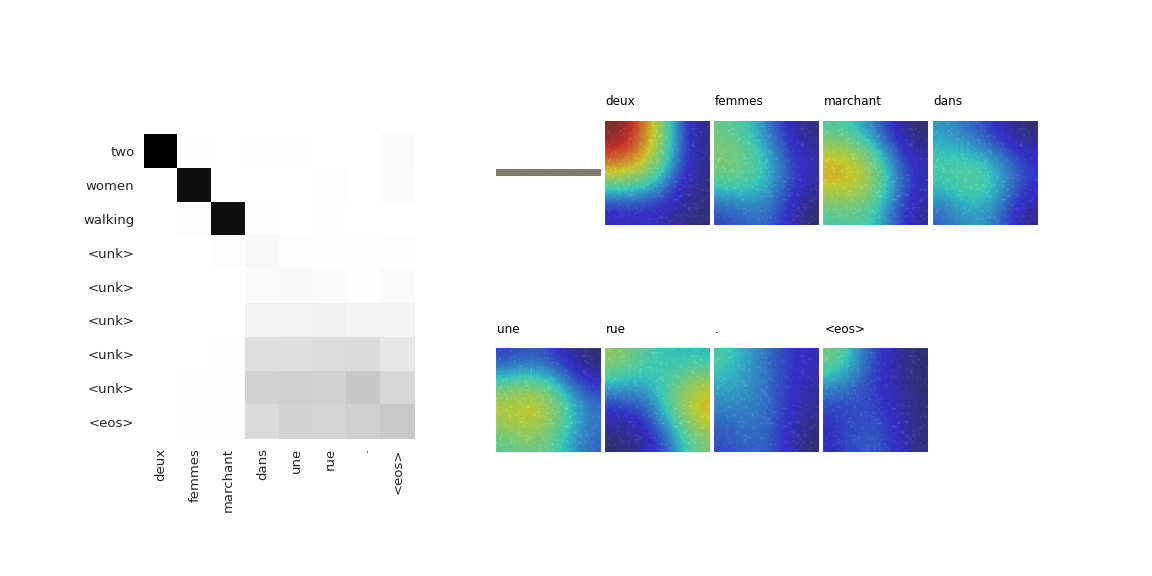 two
women
walking
<unk>
<unk>
<unk>
<unk>
<unk>
<eos>
deux
femmes
marchant
dans
une
rue
.
<eos>
deux femmes marchant dans
une rue . <eos>